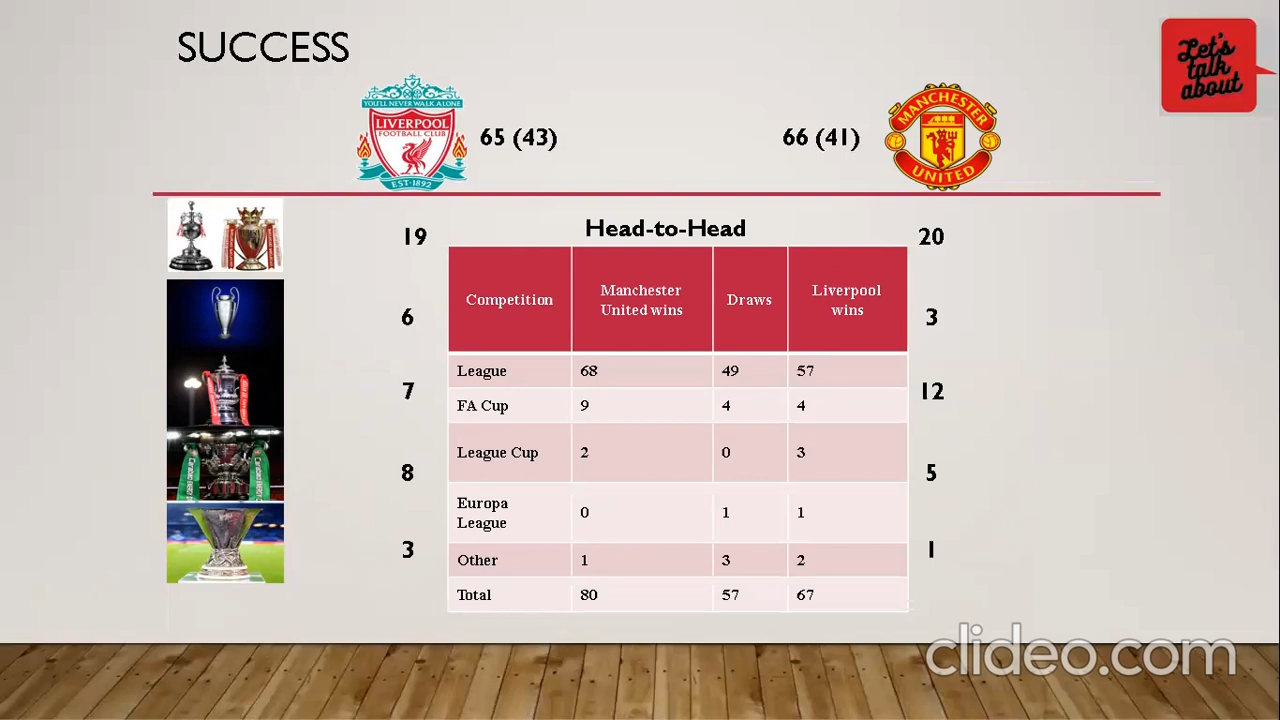 SUCCESS
Let's
talk
about
YOU'LL NEVER WALK ALONE
LIVERPOOL
FOOTBALL CLUB
EST·1892
65 (43)
66 (41)
MANCHESTER
UNITED
Head-to-Head
19
20
Competition
Manchester
United wins
Draws
Liverpool
wins
6
3
League 68 49 57
7
12
FA Cup 9 4 4
League Cup 2 0 3
8
5
Europa
League
0 1 1
3
1
Other 1 3 2
Total 80 57 67
clideo.com